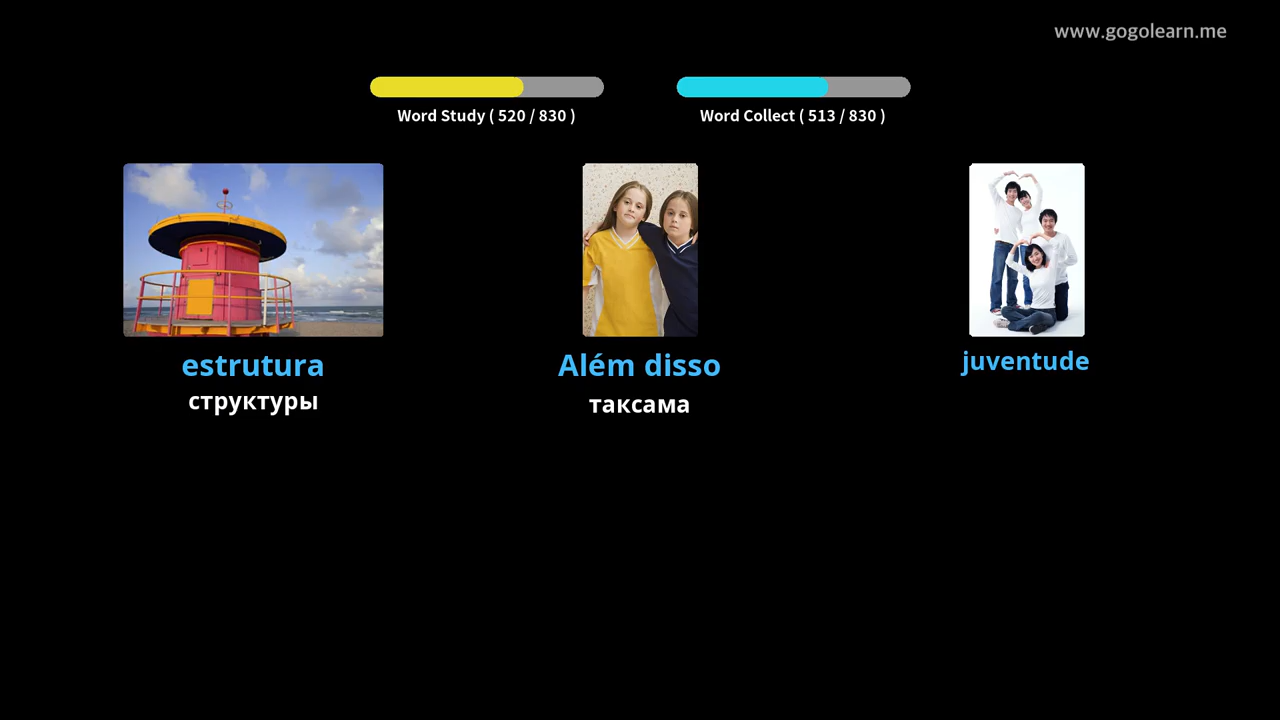 www.gogolearn.me
Word Study ( 520 / 830 )
Word Collect ( 513 / 830 )
estrutura
структуры
Além disso
таксама
juventude